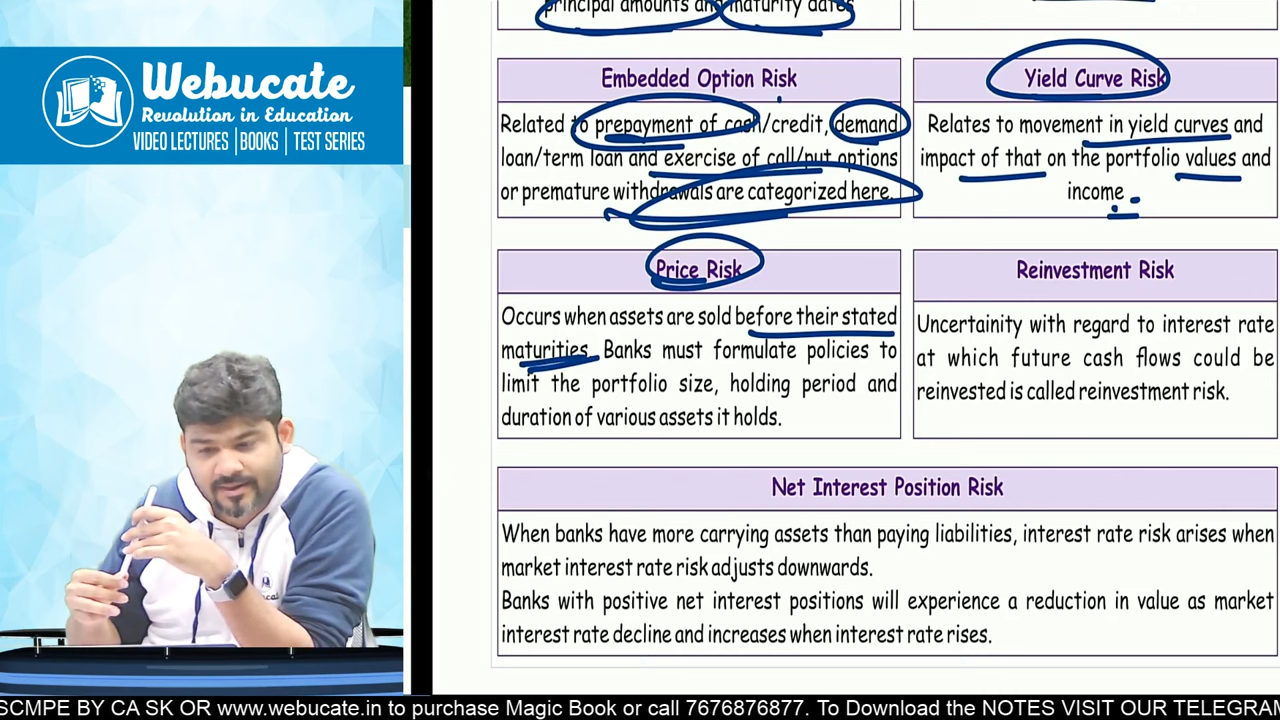 Webucate
Revolution in Education
VIDEO LECTURES | BOOKS | TEST SERIES
principal amounts and maturity dates
Embedded Option Risk
Related to prepayment of cash/credit, demand
loan/term loan and exercise of call/put options
or premature withdrawals are categorized here.
Yield Curve Risk
Relates to movement in yield curves and
impact of that on the portfolio values and
income
Price Risk
Occurs when assets are sold before their stated
maturities. Banks must formulate policies to
limit the portfolio size, holding period and
duration of various assets it holds.
Reinvestment Risk
Uncertainity with regard to interest rate
at which future cash flows could be
reinvested is called reinvestment risk.
Net Interest Position Risk
When banks have more carrying assets than paying liabilities, interest rate risk arises when
market interest rate risk adjusts downwards.
Banks with positive net interest positions will experience a reduction in value as market
interest rate decline and increases when interest rate rises.
SCMPE BY CA SK OR www.webucate.in to purchase Magic Book or call 7676876877. To Download the NOTES VISIT OUR TELEGRAM